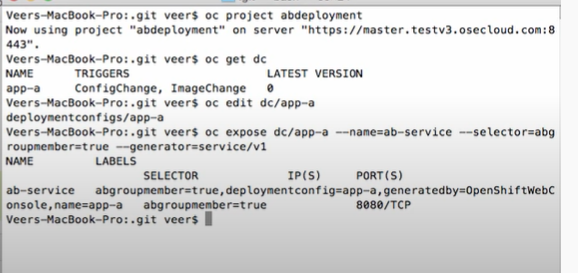 Veers-MacBook-Pro:.git veer$ oc project abdeployment
Now using project "abdeployment" on server "https://master.testv3.osecloud.com:8
443".
Veers-MacBook-Pro:.git veer$ oc get dc
NAME      TRIGGERS                    LATEST VERSION
app-a     ConfigChange, ImageChange   0
Veers-MacBook-Pro:.git veer$ oc edit dc/app-a
deploymentconfigs/app-a
Veers-MacBook-Pro:.git veer$ oc expose dc/app-a --name=ab-service --selector=abg
roupmember=true --generator=service/v1
NAME         LABELS
                    SELECTOR             IP(S)     PORT(S)
ab-service   abgroupmember=true,deploymentconfig=app-a,generatedby=OpenShiftWebC
onsole,name=app-a   abgroupmember=true             8080/TCP
Veers-MacBook-Pro:.git veer$